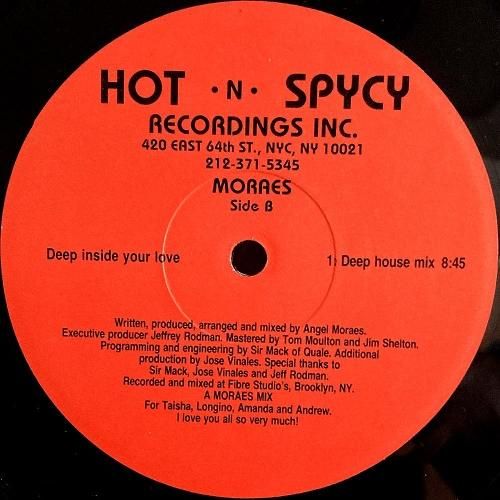 HOT • N • SPYCY
RECORDINGS INC.
420 EAST 64th ST., NYC, NY 10021
212-371-5345
MORAES
Side B
Deep inside your love
1) Deep house mix 8:45
Written, produced, arranged and mixed by Angel Moraes.
Executive producer Jeffrey Rodman. Mastered by Tom Moulton and Jim Shelton.
Programming and engineering by Sir Mack of Quale. Additional
production by Jose Vinales. Special thanks to
Sir Mack, Jose Vinales and Jeff Rodman.
Recorded and mixed at Fibre Studio's, Brooklyn, NY.
A MORAES MIX
For Taisha, Longino, Amanda and Andrew.
I love you all so very much!